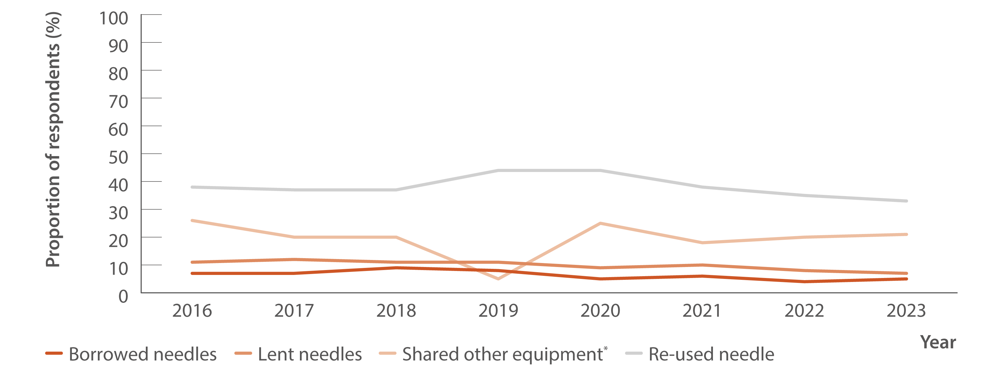 Proportion of respondents (%)
100
90
80
70
60
50
40
30
20
10
0
2016 2017 2018 2019 2020 2021 2022 2023
Year
Borrowed needles Lent needles Shared other equipment* Re-used needle